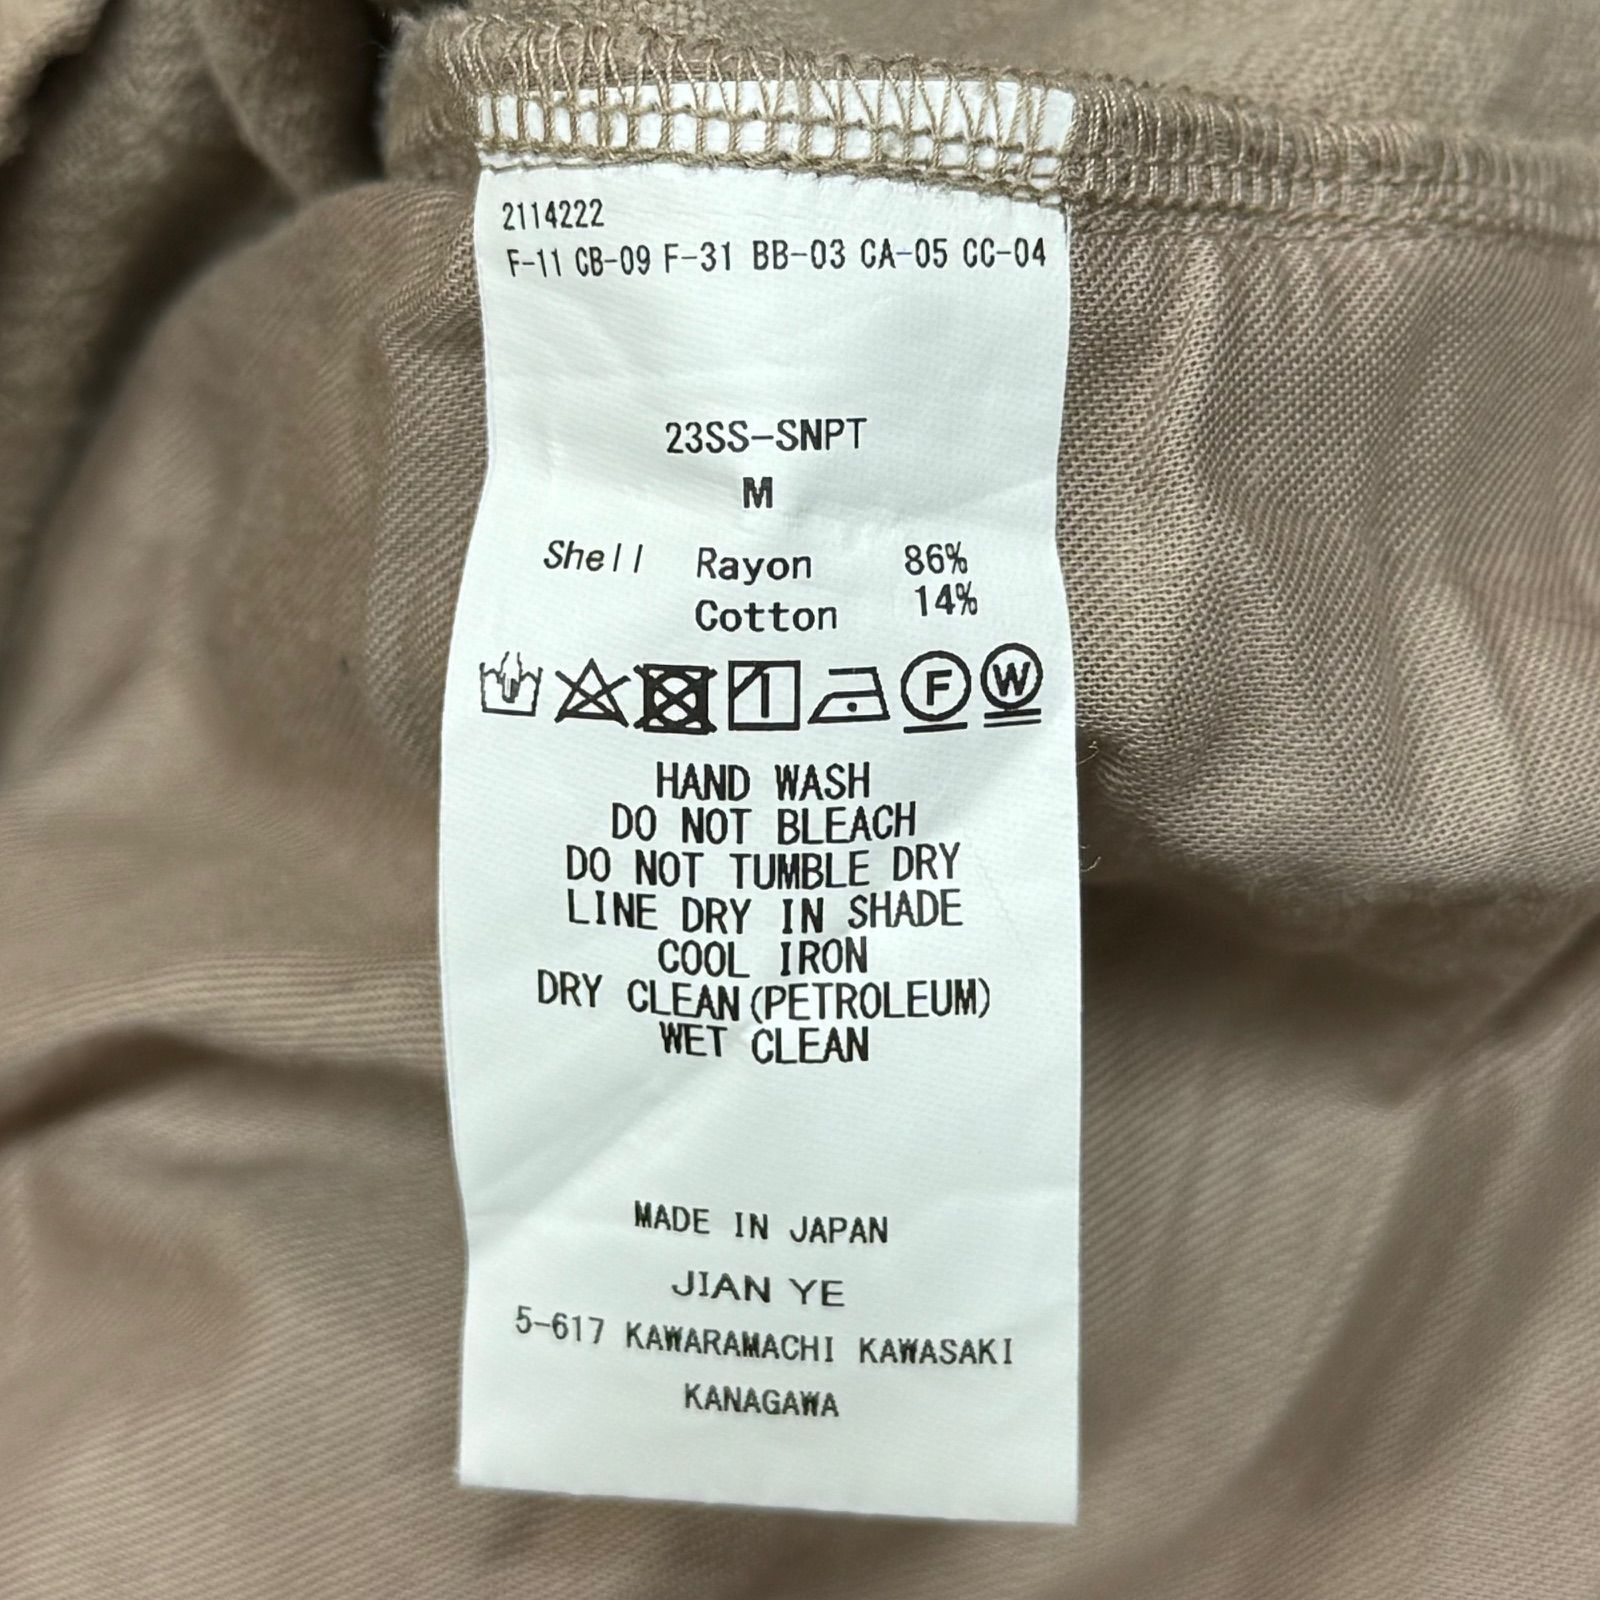 2114222
F-11 CB-09 F-31 BB-03 CA-05 CC-04
23SS-SNPT
M
Shell Rayon 86%
Cotton 14%
F W
HAND WASH
DO NOT BLEACH
DO NOT TUMBLE DRY
LINE DRY IN SHADE
COOL IRON
DRY CLEAN(PETROLEUM)
WET CLEAN
MADE IN JAPAN
JIAN YE
5-617 KAWARAMACHI KAWASAKI
KANAGAWA